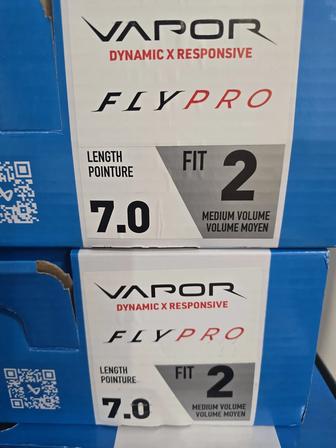 VAPOR
DYNAMIC X RESPONSIVE
FLYPRO
LENGTH
POINTURE
7.0
FIT 2
MEDIUM VOLUME
VOLUME MOYEN
VAPOR
DYNAMIC X RESPONSIVE
FLYPRO
LENGTH
POINTURE
7.0
FIT 2
MEDIUM VOLUME
VOLUME MOYEN